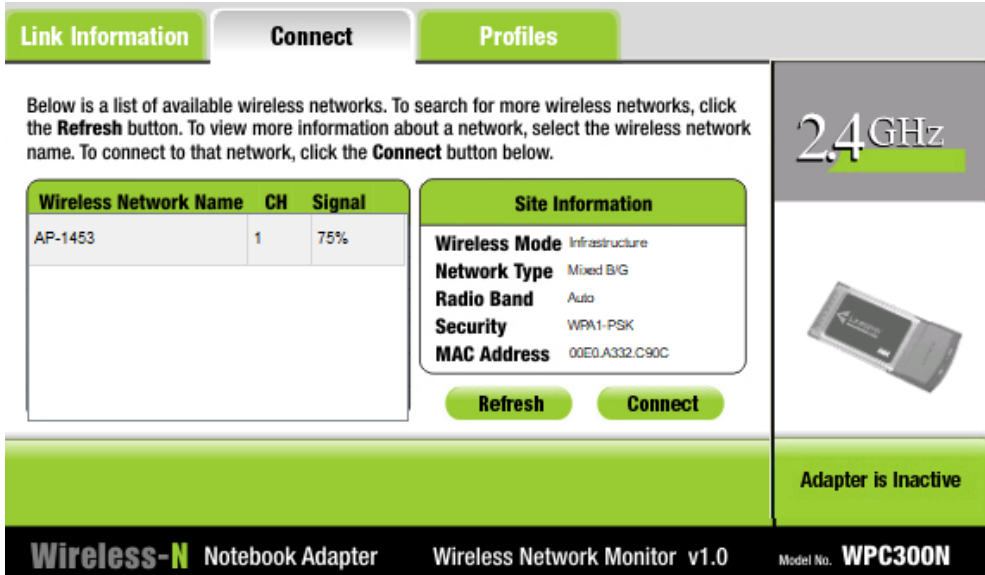 Link Information
Connect
Profiles
Below is a list of available wireless networks. To search for more wireless networks, click
the Refresh button. To view more information about a network, select the wireless network
name. To connect to that network, click the Connect button below.
2.4 GHz
Wireless Network Name CH Signal
AP-1453 1 75%
Site Information
Wireless Mode Infrastructure
Network Type Mixed B/G
Radio Band Auto
Security WPA1-PSK
MAC Address 00E0.A332.C90C
Refresh
Connect
Adapter is Inactive
Wireless-N Notebook Adapter
Wireless Network Monitor v1.0
Model No. WPC300N